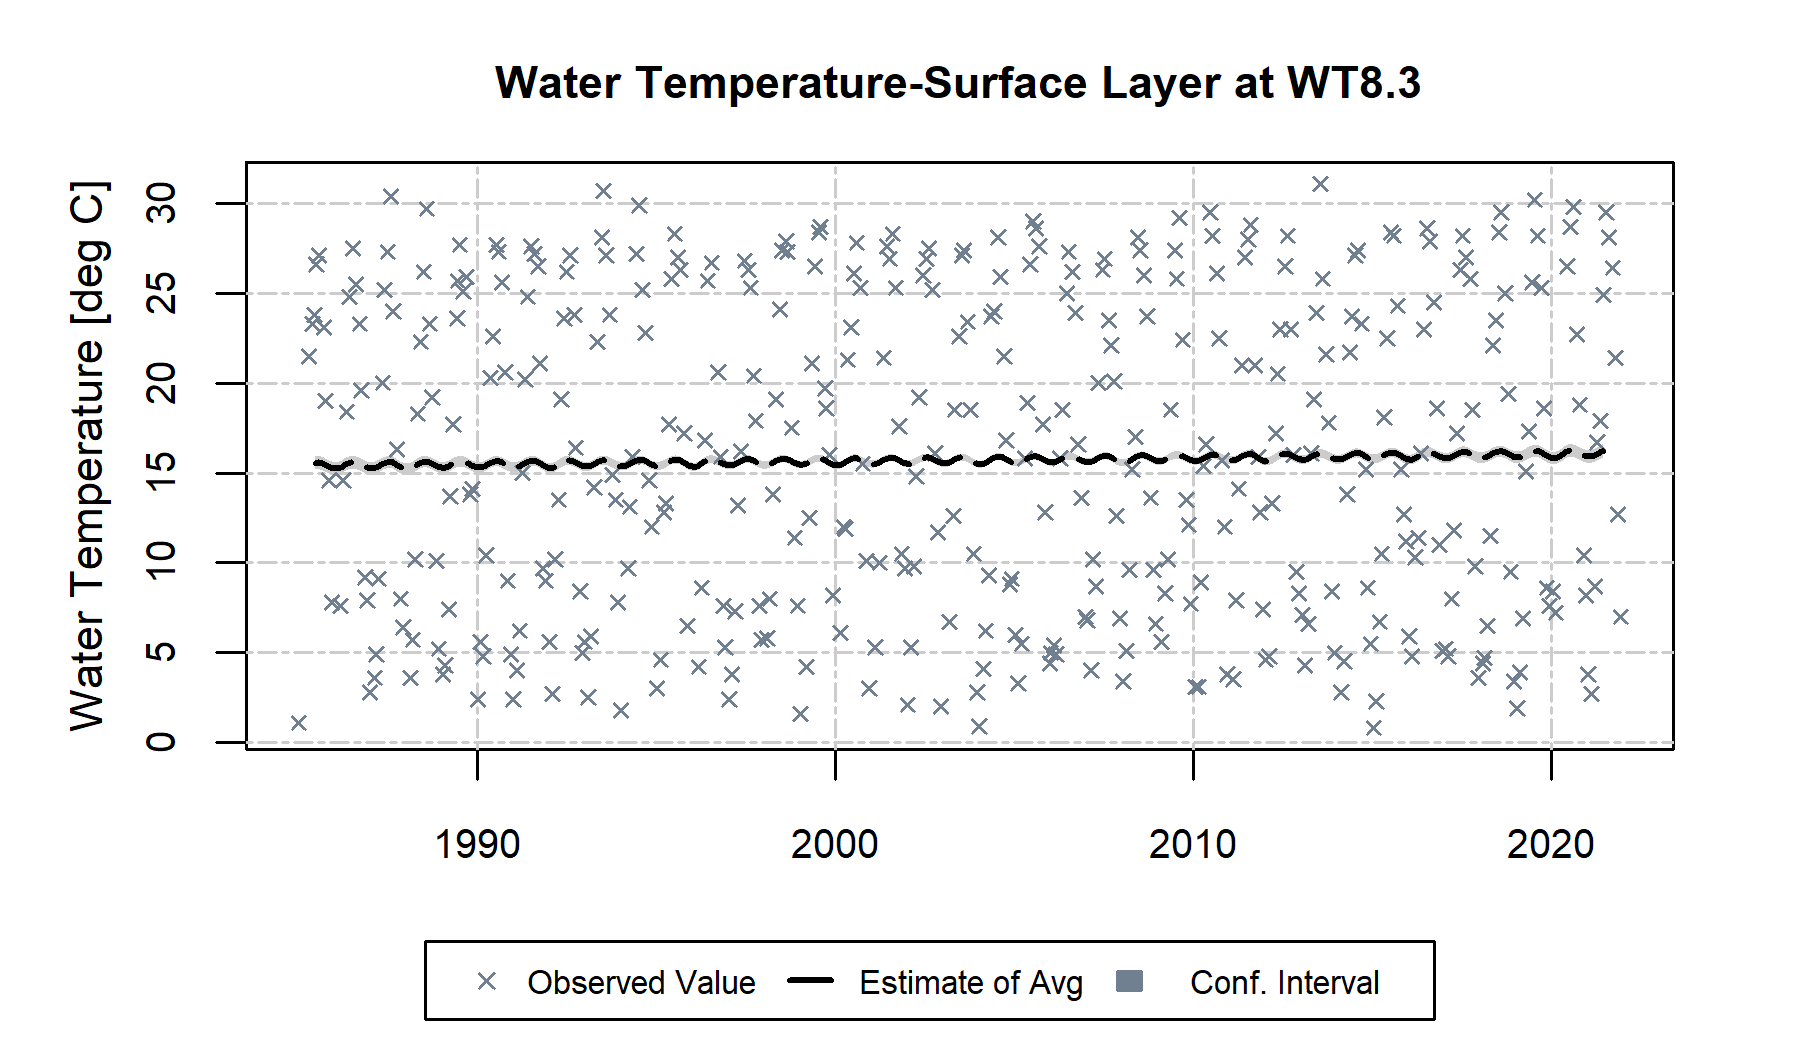 Water Temperature-Surface Layer at WT8.3
Water Temperature [deg C]
30
25
20
15
10
5
0
1990 2000 2010 2020
Observed Value Estimate of Avg Conf. Interval